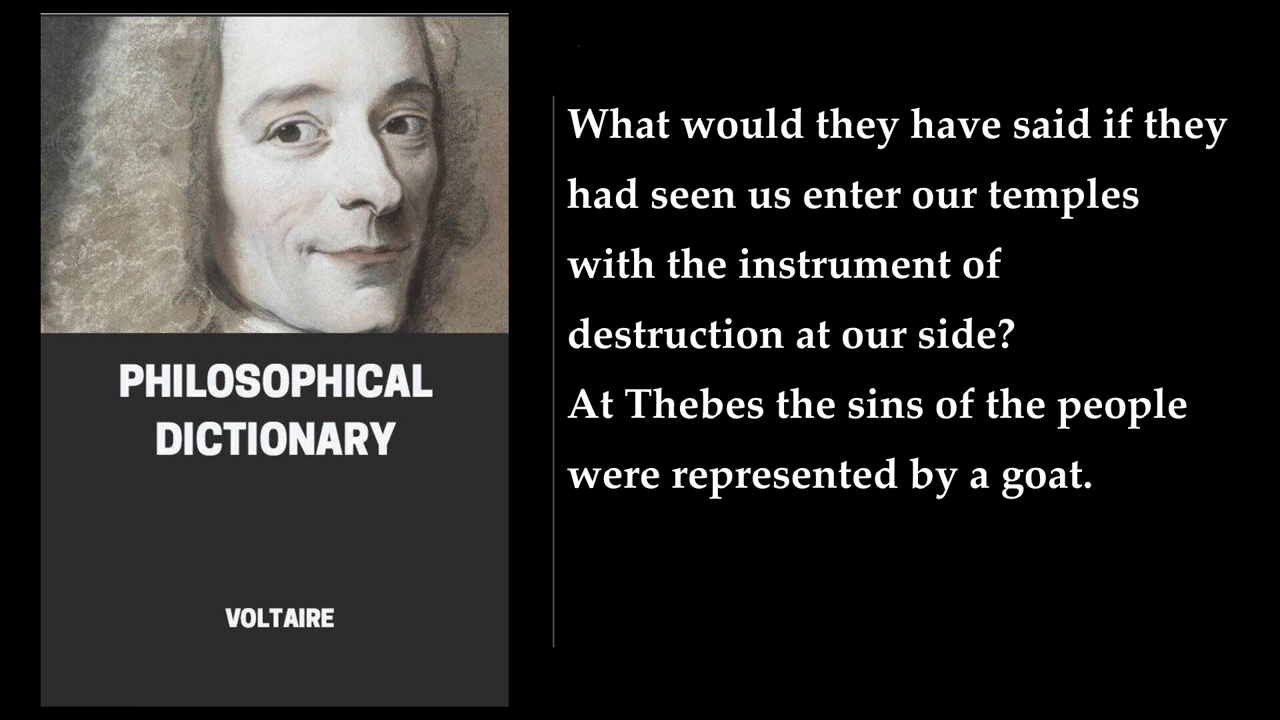 PHILOSOPHICAL
DICTIONARY
VOLTAIRE
What would they have said if they
had seen us enter our temples
with the instrument of
destruction at our side?
At Thebes the sins of the people
were represented by a goat.